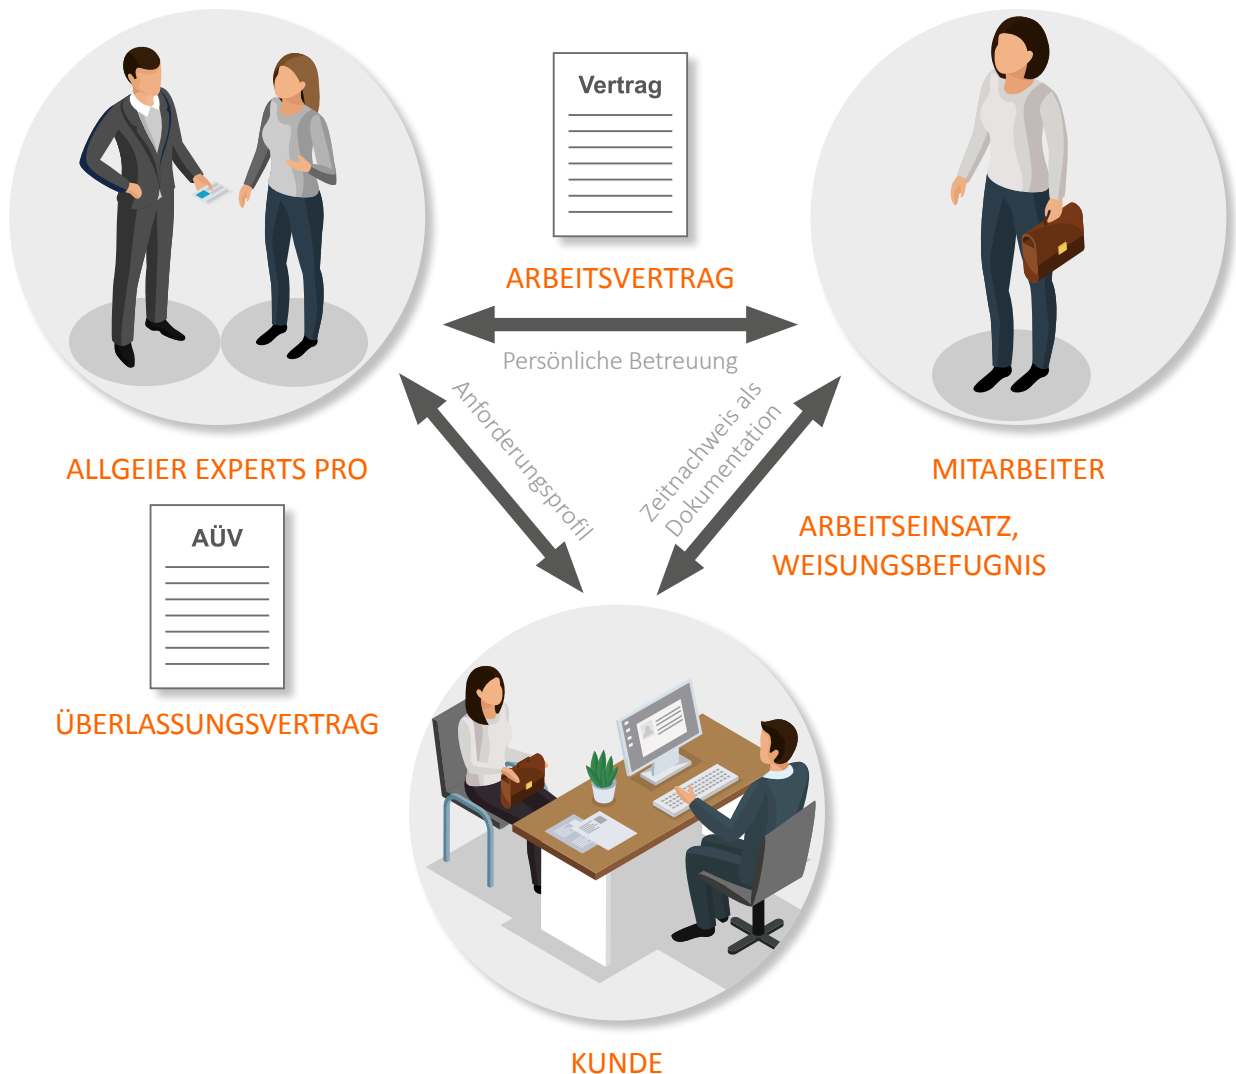 Vertrag
ARBEITSVERTRAG
Persönliche Betreuung
Anforderungsprofil
Zeitnachweis als
Dokumentation
ALLGEIER EXPERTS PRO
MITARBEITER
AÜV
ARBEITSEINSATZ,
WEISUNGSBEFUGNIS
ÜBERLASSUNGSVERTRAG
KUNDE